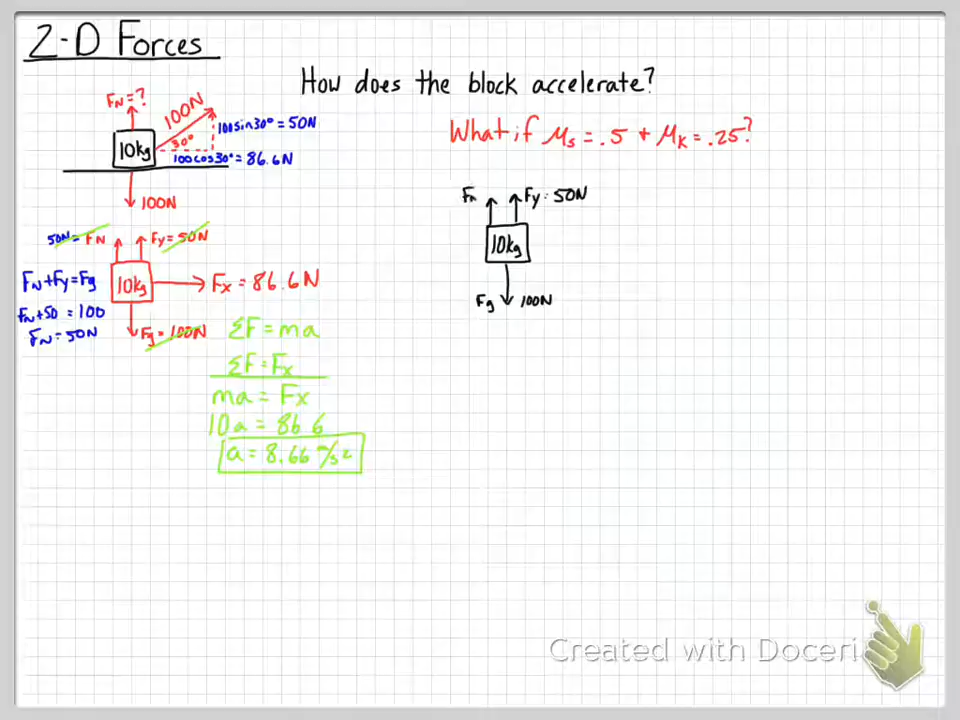 2-D Forces
How does the block accelerate?
What if μs = .5 + μk = .25?
FN = ?
100N
30°
10kg
100sin30° = 50N
100cos30° = 86.6N
100N
50N = FN
Fy = 50N
FN + Fy = Fg
10kg
Fx = 86.6N
FN + 50 = 100
FN = 50N
Fg = 100N
ΣF = ma
ΣF = Fx
ma = Fx
10a = 86.6
a = 8.66 m/s²
Fn
Fy = 50N
10kg
Fg
100N
Created with Doceri